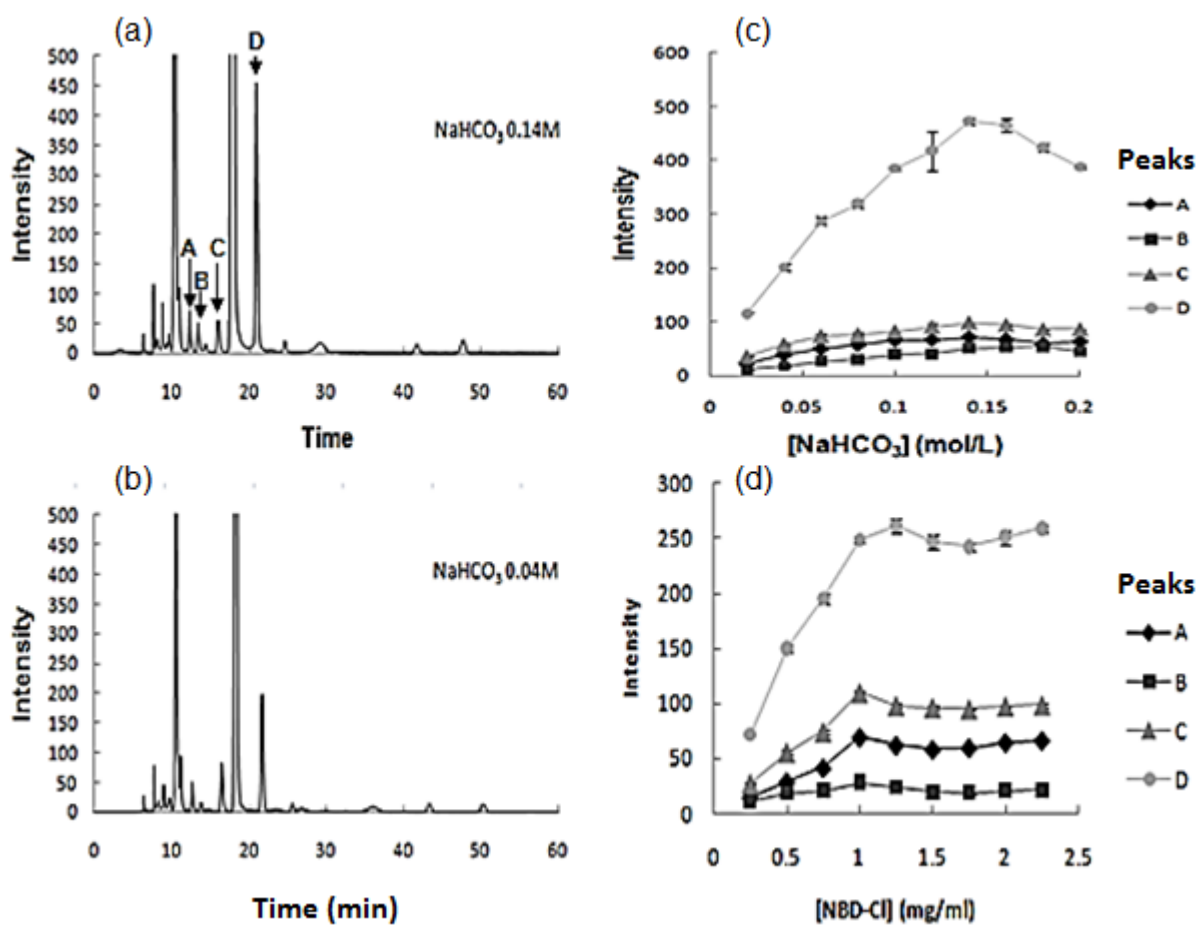 (a)
D
500
450
400
350
300
250
200
150
100
50
0
Intensity
NaHCO3 0.14M
A
B
C
0 10 20 30 40 50 60
Time
(b)
500
450
400
350
300
250
200
150
100
50
0
Intensity
NaHCO3 0.04M
0 10 20 30 40 50 60
Time (min)
(c)
600
500
400
300
200
100
0
Intensity
0 0.05 0.1 0.15 0.2
[NaHCO3] (mol/L)
Peaks
A
B
C
D
(d)
300
250
200
150
100
50
0
Intensity
0 0.5 1 1.5 2 2.5
[NBD-Cl] (mg/ml)
Peaks
A
B
C
D